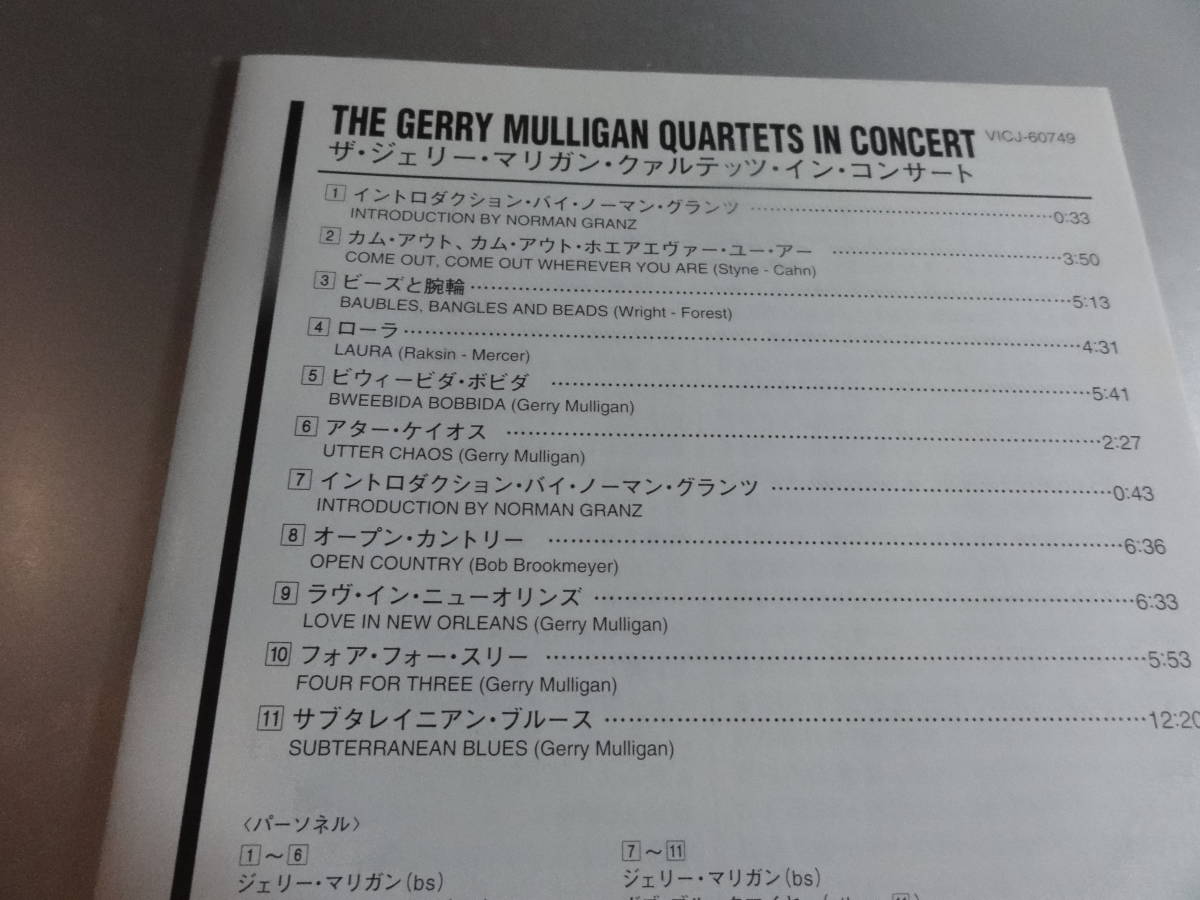 THE GERRY MULLIGAN QUARTETS IN CONCERT VICJ-60749
ザ・ジェリー・マリガン・クァルテッツ・イン・コンサート
1 イントロダクション・バイ・ノーマン・グランツ ……0:33
INTRODUCTION BY NORMAN GRANZ
2 カム・アウト、カム・アウト・ホエアエヴァー・ユー・アー ……3:50
COME OUT, COME OUT WHEREVER YOU ARE (Styne - Cahn)
3 ビーズと腕輪 ……5:13
BAUBLES, BANGLES AND BEADS (Wright - Forest)
4 ローラ ……4:31
LAURA (Raksin - Mercer)
5 ビウィービダ・ボビダ ……5:41
BWEEBIDA BOBBIDA (Gerry Mulligan)
6 アター・ケイオス ……2:27
UTTER CHAOS (Gerry Mulligan)
7 イントロダクション・バイ・ノーマン・グランツ ……0:43
INTRODUCTION BY NORMAN GRANZ
8 オープン・カントリー ……6:36
OPEN COUNTRY (Bob Brookmeyer)
9 ラヴ・イン・ニューオリンズ ……6:33
LOVE IN NEW ORLEANS (Gerry Mulligan)
10 フォア・フォー・スリー ……5:53
FOUR FOR THREE (Gerry Mulligan)
11 サブタレイニアン・ブルース ……12:20
SUBTERRANEAN BLUES (Gerry Mulligan)
〈パーソネル〉
1～6
ジェリー・マリガン(bs)
7～11
ジェリー・マリガン(bs)